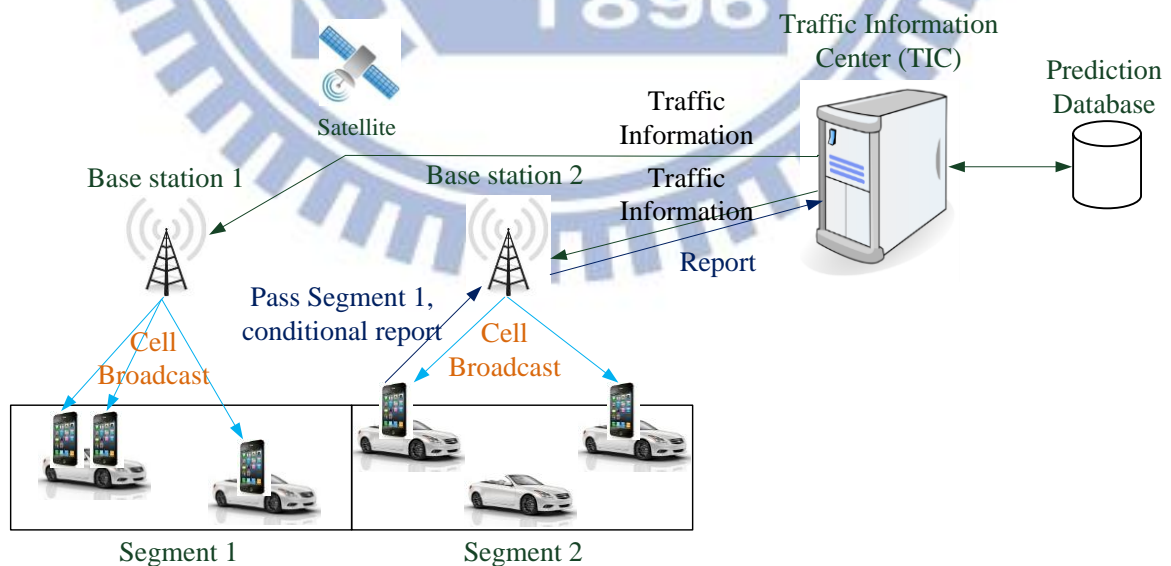 1896
Traffic Information
Center (TIC)
Prediction
Database
Satellite
Traffic
Information
Base station 1
Base station 2
Traffic
Information
Report
Pass Segment 1,
conditional report
Cell
Broadcast
Cell
Broadcast
Segment 1
Segment 2